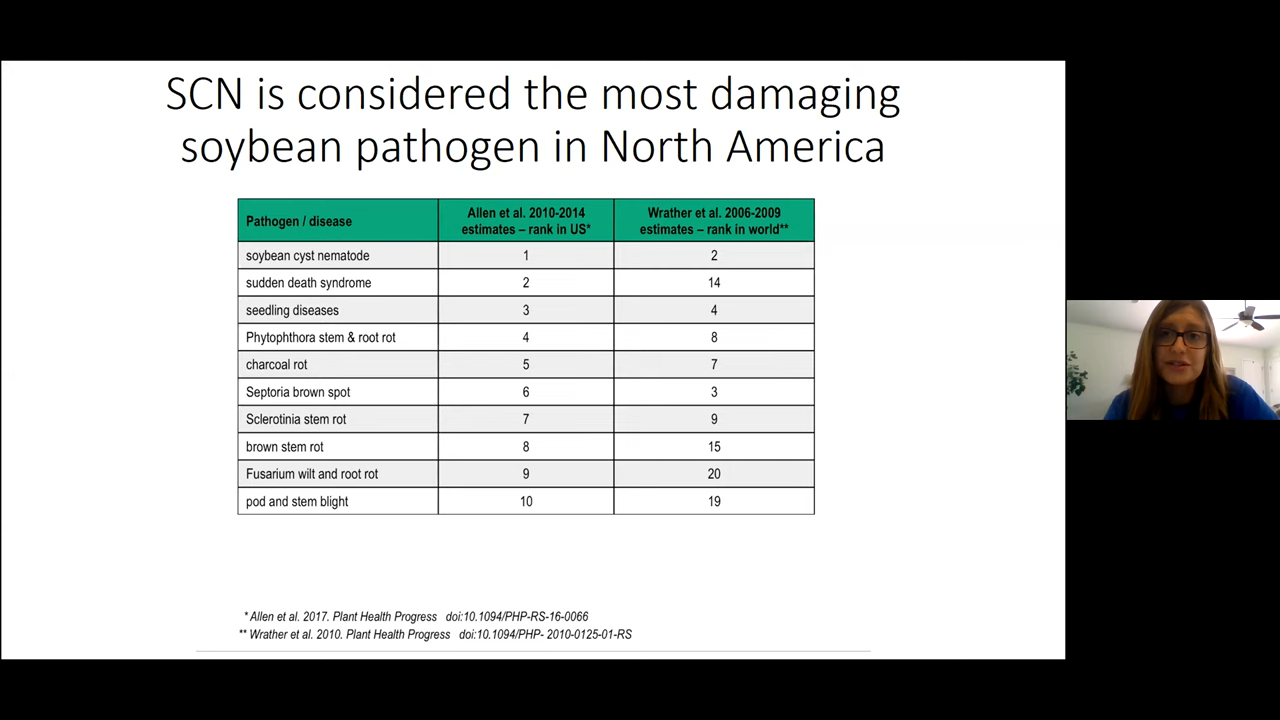 SCN is considered the most damaging
soybean pathogen in North America
Pathogen / disease
Allen et al. 2010-2014
estimates – rank in US*
Wrather et al. 2006-2009
estimates – rank in world**
soybean cyst nematode 1 2
sudden death syndrome 2 14
seedling diseases 3 4
Phytophthora stem & root rot 4 8
charcoal rot 5 7
Septoria brown spot 6 3
Sclerotinia stem rot 7 9
brown stem rot 8 15
Fusarium wilt and root rot 9 20
pod and stem blight 10 19
* Allen et al. 2017. Plant Health Progress doi:10.1094/PHP-RS-16-0066
** Wrather et al. 2010. Plant Health Progress doi:10.1094/PHP- 2010-0125-01-RS